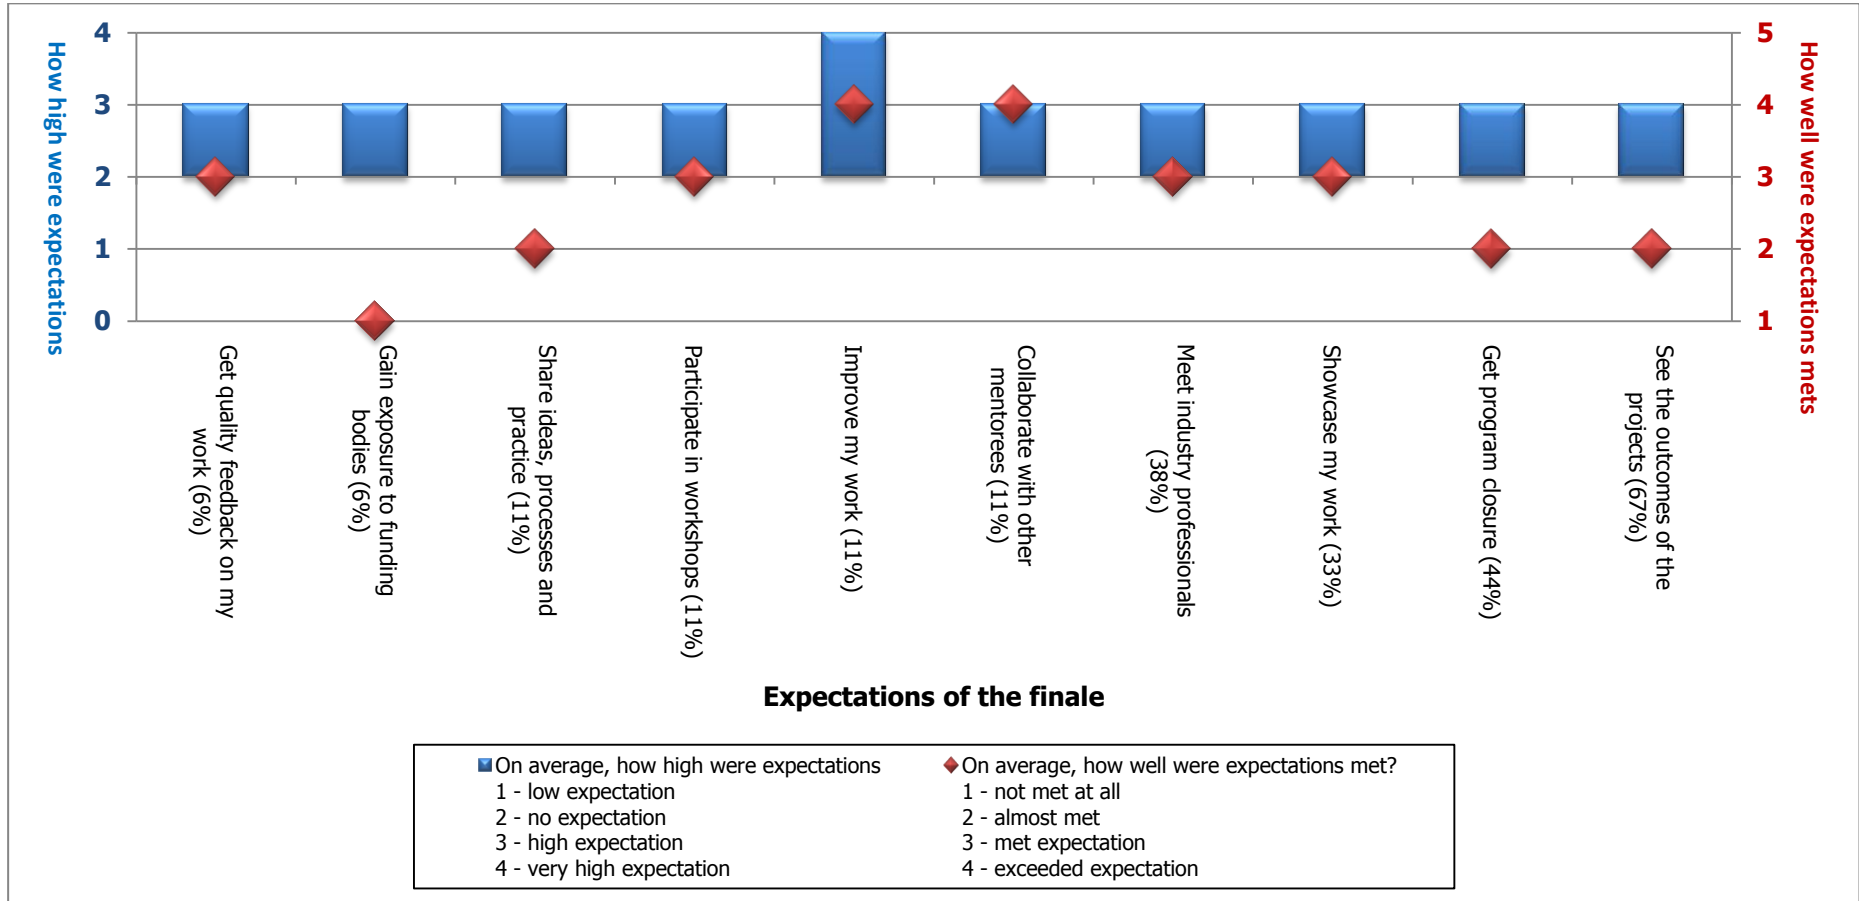 How high were expectations
4
3
2
1
0
5
4
3
2
1
How well were expectations mets
Get quality feedback on my
work (6%)
Gain exposure to funding
bodies (6%)
Share ideas, processes and
practice (11%)
Participate in workshops (11%)
Improve my work (11%)
Collaborate with other
mentorees (11%)
Meet industry professionals
(38%)
Showcase my work (33%)
Get program closure (44%)
See the outcomes of the
projects (67%)
Expectations of the finale
On average, how high were expectations
1 - low expectation
2 - no expectation
3 - high expectation
4 - very high expectation
On average, how well were expectations met?
1 - not met at all
2 - almost met
3 - met expectation
4 - exceeded expectation